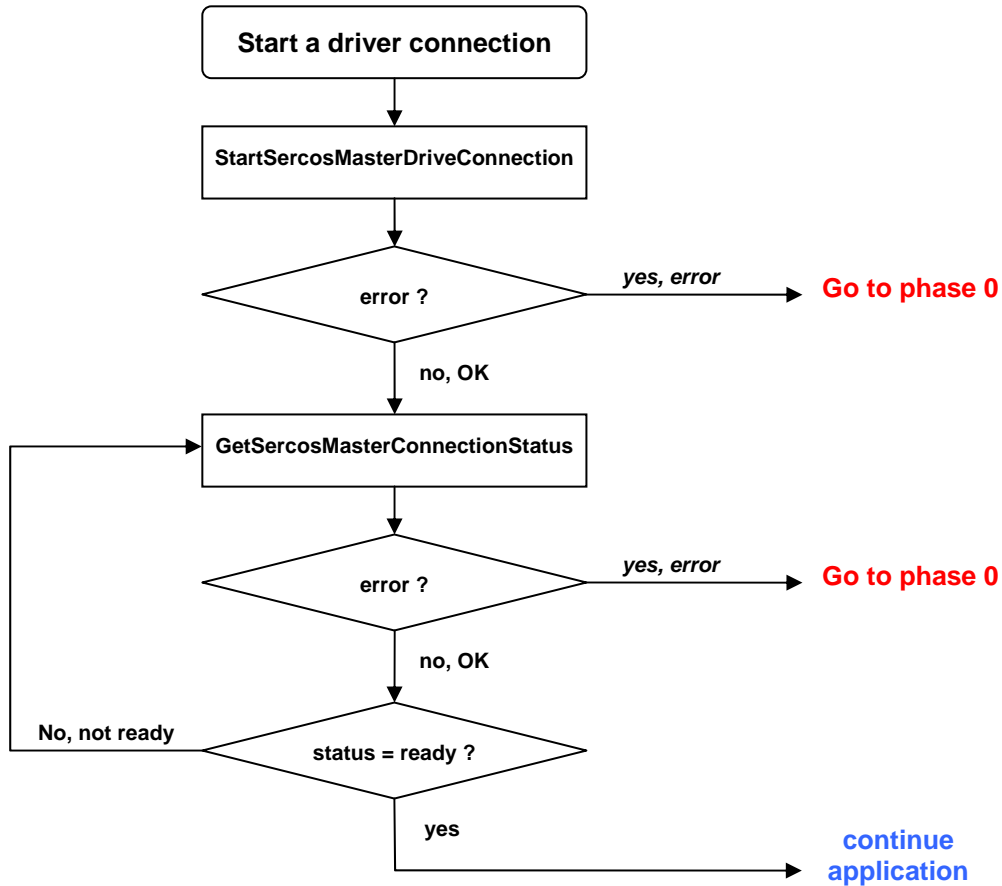 Start a driver connection
StartSercosMasterDriveConnection
error ?
yes, error
Go to phase 0
no, OK
GetSercosMasterConnectionStatus
error ?
yes, error
Go to phase 0
no, OK
No, not ready
status = ready ?
yes
continue
application